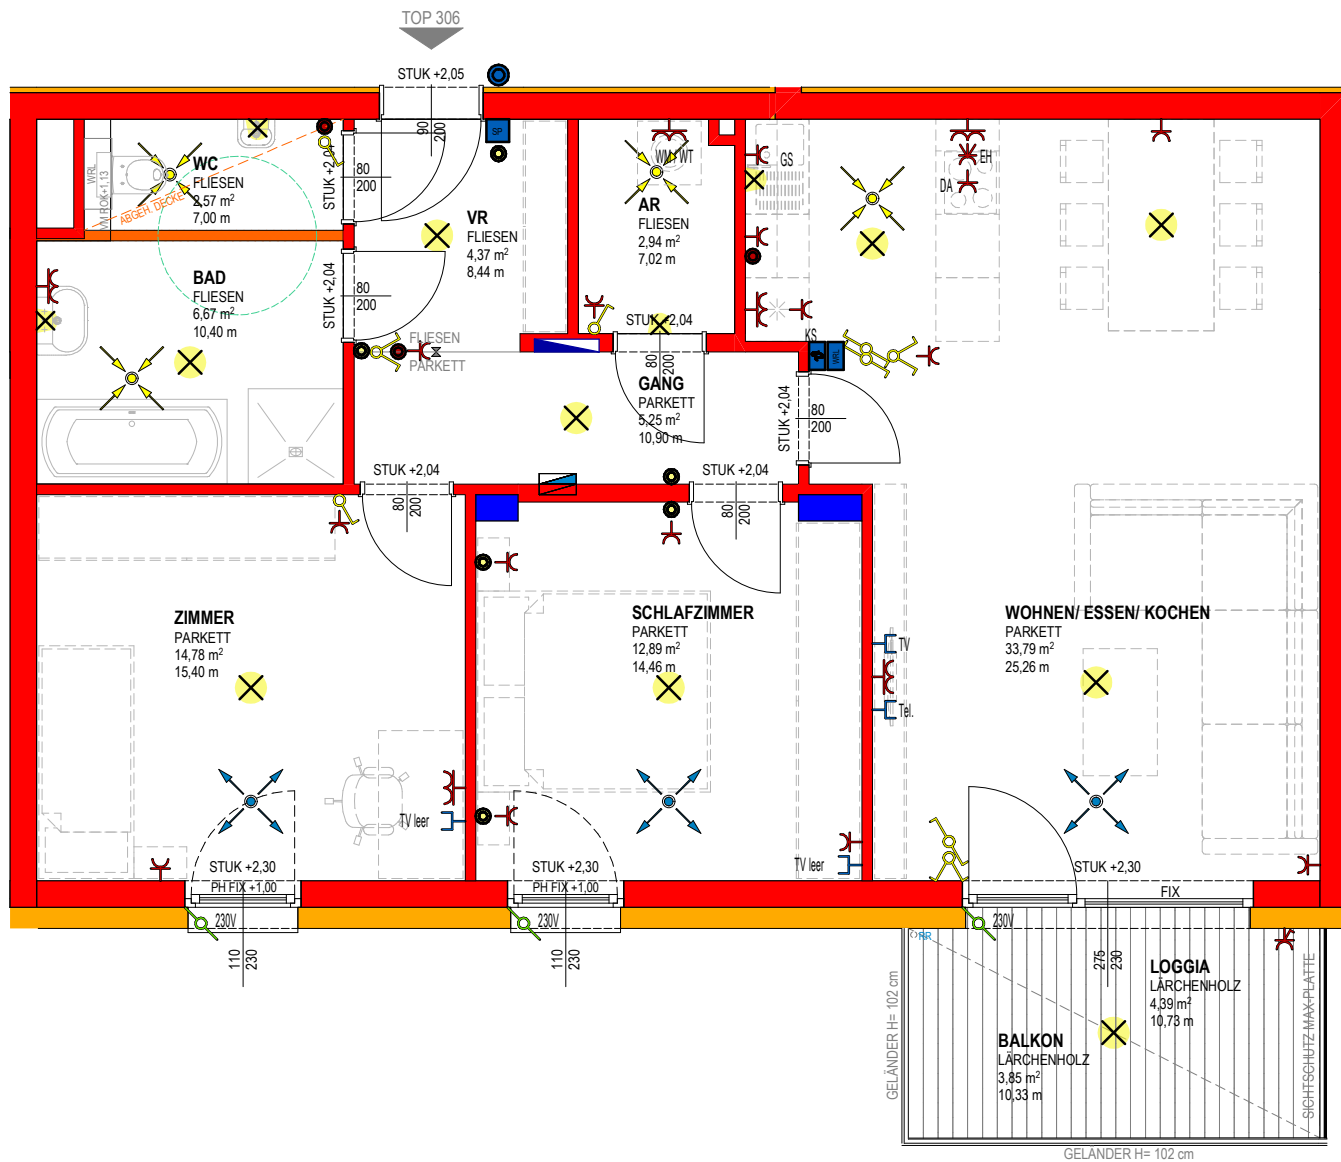 TOP 306
STUK +2,05
90
200
SP
WC
FLIESEN
2,57 m²
7,00 m
WRL
ABGEH. DECKE
STUK +2,04
80
200
VR
FLIESEN
4,37 m²
8,44 m
WM
WT
AR
FLIESEN
2,94 m²
7,02 m
GS
EH
DA
BAD
FLIESEN
6,67 m²
10,40 m
STUK +2,04
80
200
FLIESEN
PARKETT
STUK +2,04
80
200
KS
WRL
GANG
PARKETT
5,25 m²
10,90 m
STUK +2,04
80
200
STUK +2,04
80
200
STUK +2,04
80
200
ZIMMER
PARKETT
14,78 m²
15,40 m
SCHLAFZIMMER
PARKETT
12,89 m²
14,46 m
WOHNEN/ ESSEN/ KOCHEN
PARKETT
33,79 m²
25,26 m
TV
Tel.
TV leer
TV leer
STUK +2,30
PH FIX +1,00
230V
110
230
STUK +2,30
PH FIX +1,00
230V
110
230
STUK +2,30
FIX
230V
275
230
RR
LOGGIA
LÄRCHENHOLZ
4,39 m²
10,73 m
BALKON
LÄRCHENHOLZ
3,85 m²
10,33 m
GELÄNDER H= 102 cm
SICHTSCHUTZ MAX-PLATTE
GELÄNDER H= 102 cm